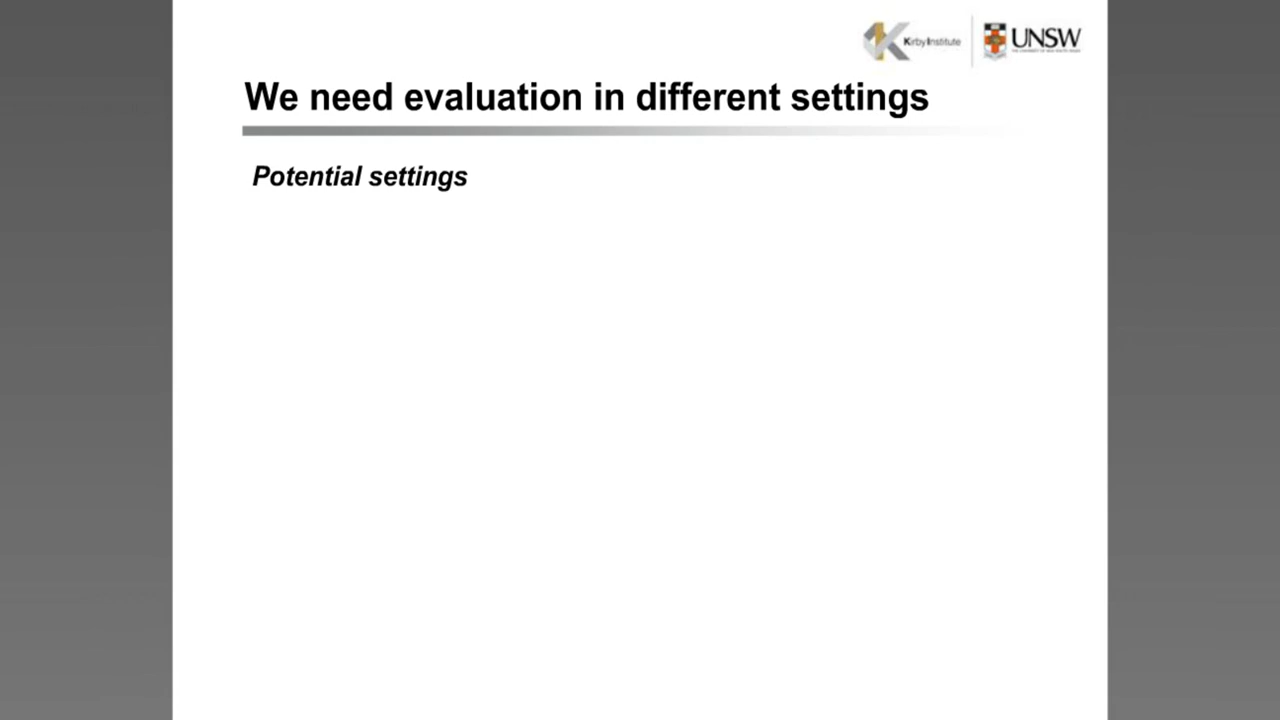 Kirby Institute
UNSW
We need evaluation in different settings
Potential settings